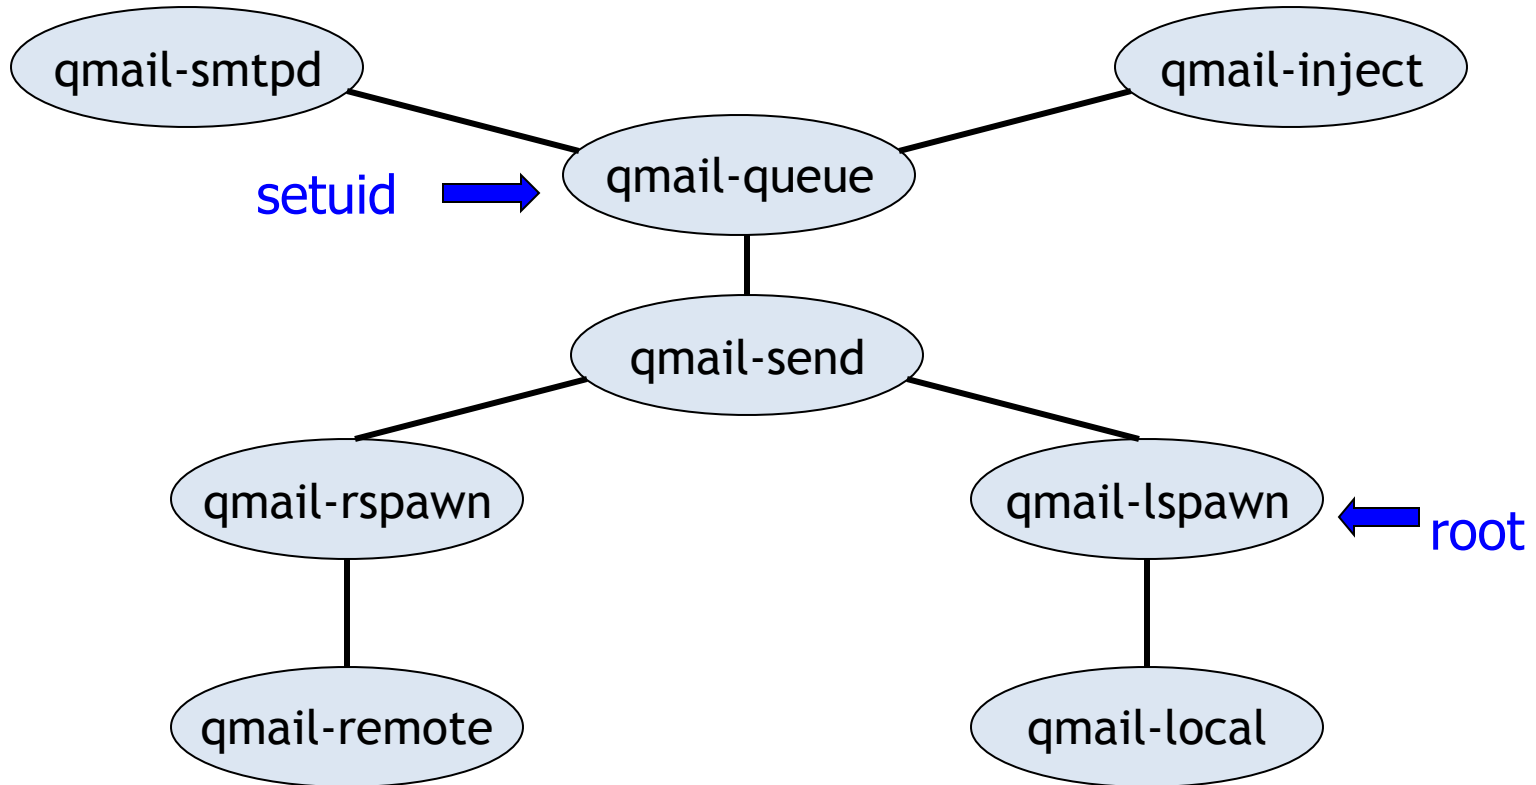 qmail-smtpd
qmail-inject
qmail-queue
setuid
qmail-send
qmail-rspawn
qmail-lspawn
root
qmail-remote
qmail-local